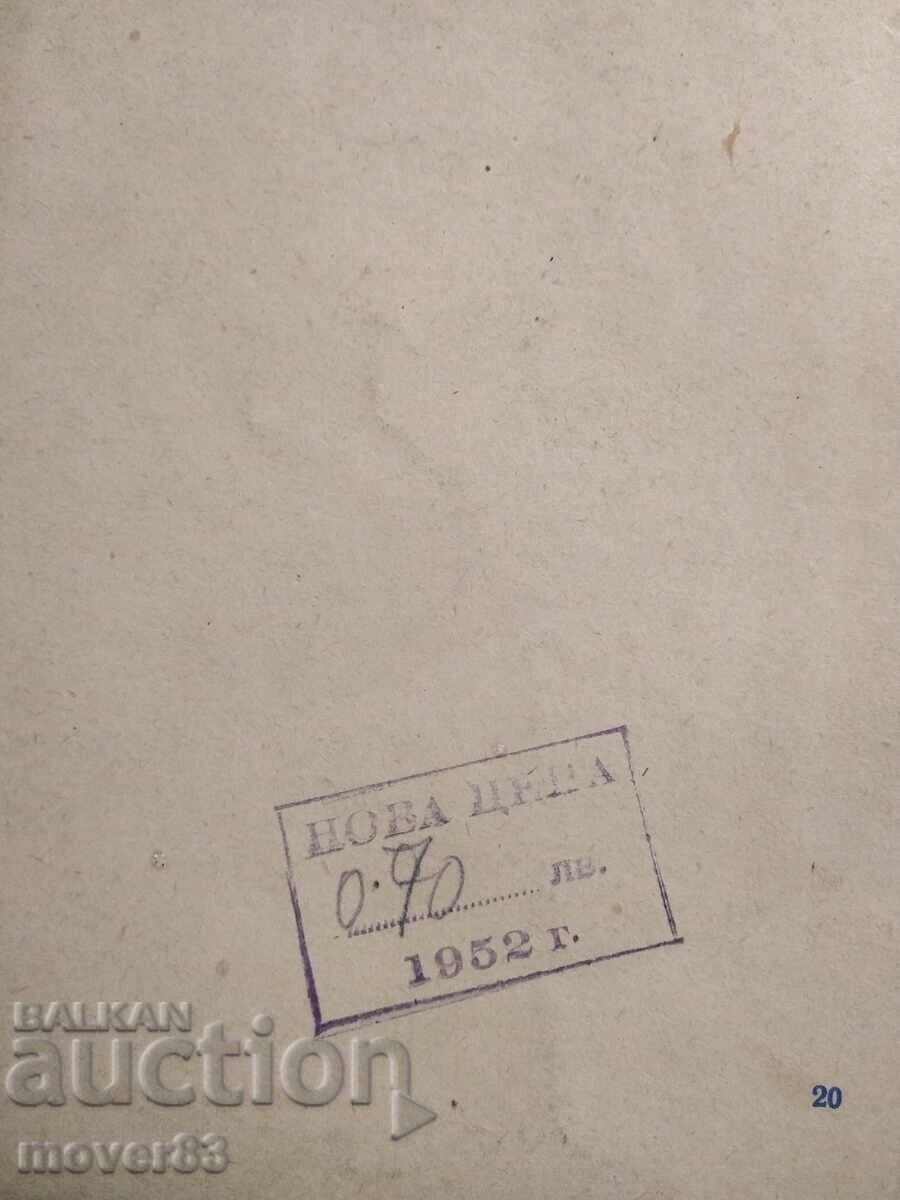 НОВА ЦЕНА
0.70 лв.
1952 г.
20
BALKAN
auction
mover83